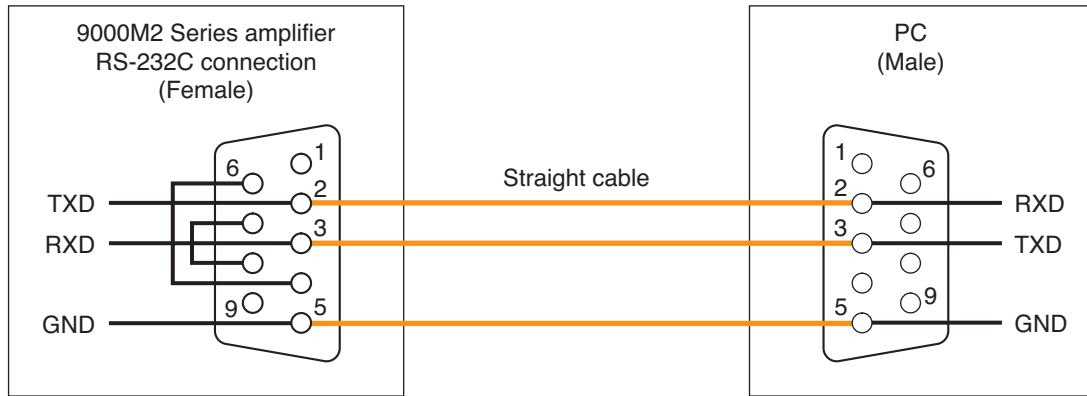 9000M2 Series amplifier
RS-232C connection
(Female)
PC
(Male)
Straight cable
TXD
RXD
GND
6
1
2
3
9
5
1
2
3
5
6
9
RXD
TXD
GND